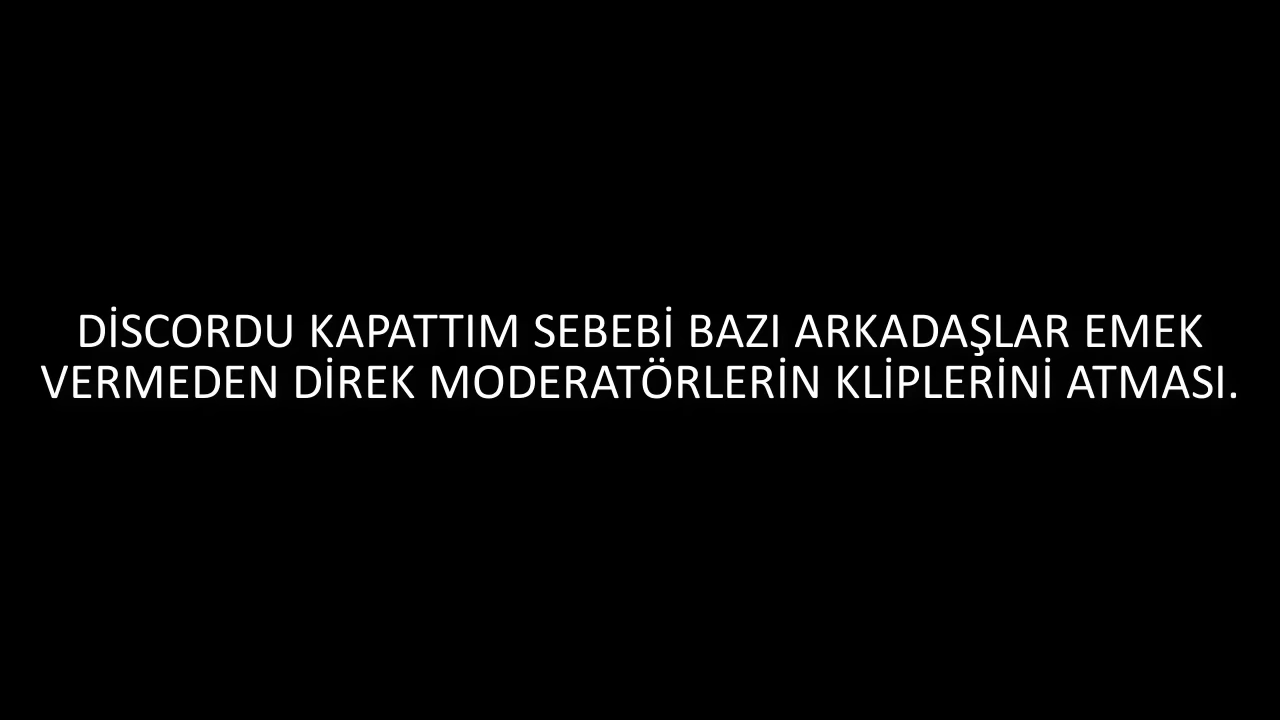 DİSCORDU KAPATTIM SEBEBİ BAZI ARKADAŞLAR EMEK
VERMEDEN DİREK MODERATÖRLERİN KLİPLERİNİ ATMASI.